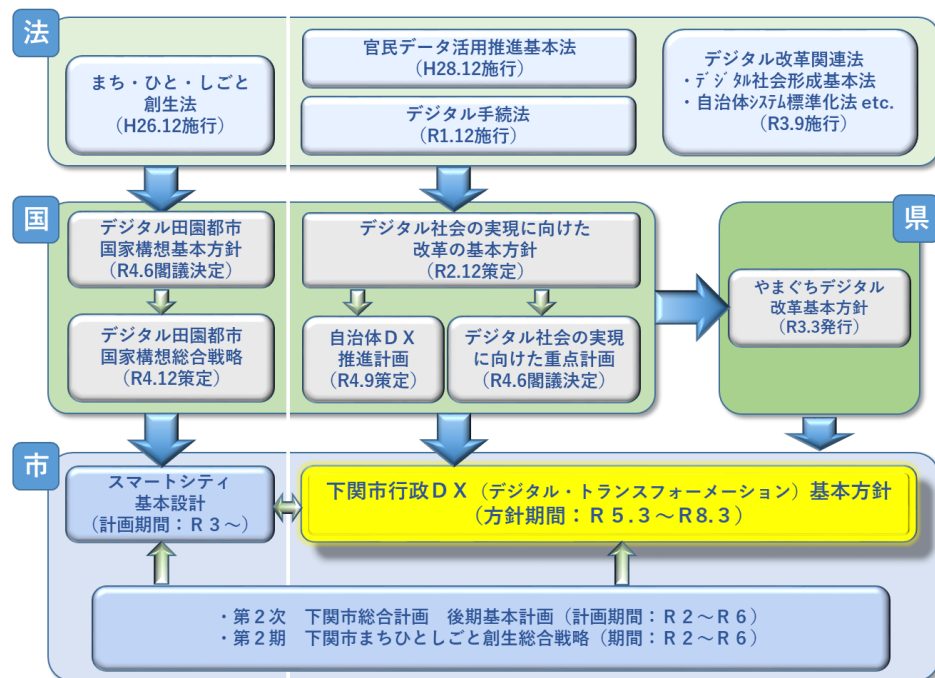 法
まち・ひと・しごと
創生法
(H26.12施行)
官民データ活用推進基本法
(H28.12施行)
デジタル手続法
(R1.12施行)
デジタル改革関連法
・ﾃﾞｼﾞﾀﾙ社会形成基本法
・自治体ｼｽﾃﾑ標準化法 etc.
(R3.9施行)
国
デジタル田園都市
国家構想基本方針
(R4.6閣議決定)
デジタル田園都市
国家構想総合戦略
(R4.12策定)
デジタル社会の実現に向けた
改革の基本方針
(R2.12策定)
自治体ＤＸ
推進計画
(R4.9策定)
デジタル社会の実現
に向けた重点計画
(R4.6閣議決定)
県
やまぐちデジタル
改革基本方針
(R3.3発行)
市
スマートシティ
基本設計
(計画期間：Ｒ３～)
下関市行政ＤＸ（デジタル・トランスフォーメーション）基本方針
（方針期間：Ｒ５.３～Ｒ８.３）
・第２次　下関市総合計画　後期基本計画（計画期間：Ｒ２～Ｒ６）
・第２期　下関市まちひとしごと創生総合戦略（期間：Ｒ２～Ｒ６）